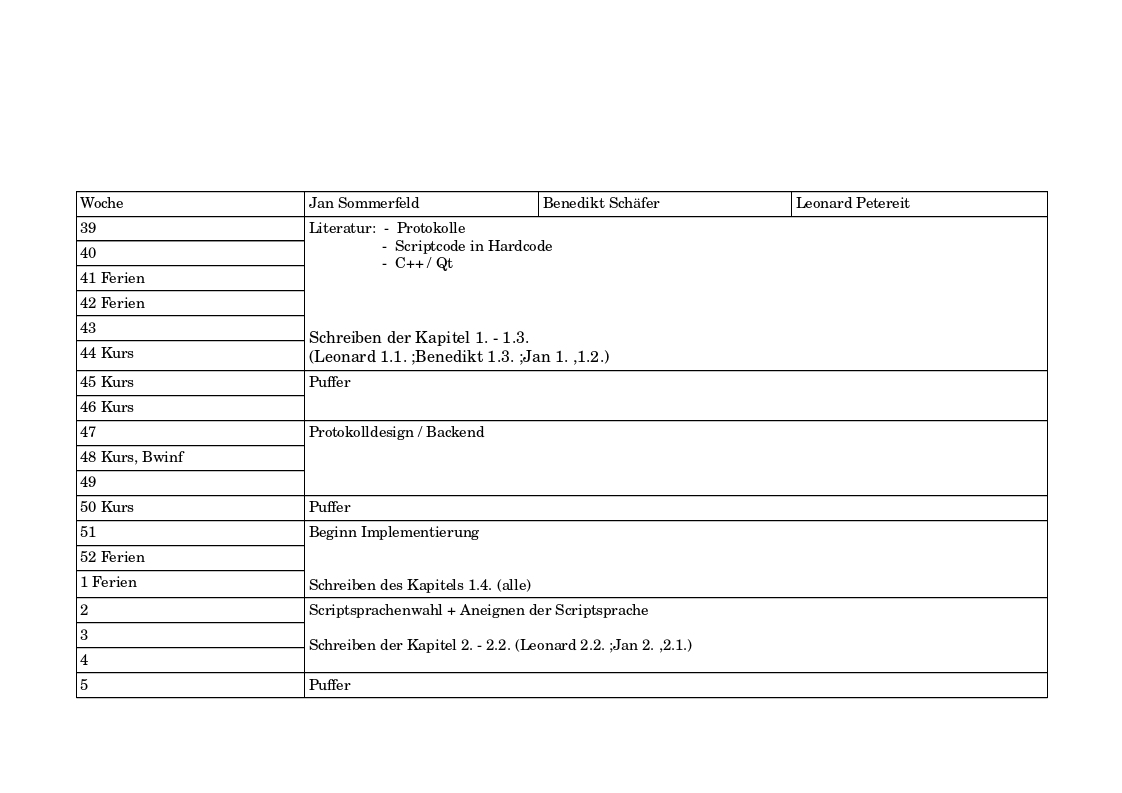 Woche
Jan Sommerfeld
Benedikt Schäfer
Leonard Petereit
39
Literatur: - Protokolle
- Scriptcode in Hardcode
- C++ / Qt
40
41 Ferien
42 Ferien
43
Schreiben der Kapitel 1. - 1.3.
44 Kurs
(Leonard 1.1. ;Benedikt 1.3. ;Jan 1. ,1.2.)
45 Kurs
Puffer
46 Kurs
47
Protokolldesign / Backend
48 Kurs, Bwinf
49
50 Kurs
Puffer
51
Beginn Implementierung
52 Ferien
1 Ferien
Schreiben des Kapitels 1.4. (alle)
2
Scriptsprachenwahl + Aneignen der Scriptsprache
3
Schreiben der Kapitel 2. - 2.2. (Leonard 2.2. ;Jan 2. ,2.1.)
4
5
Puffer